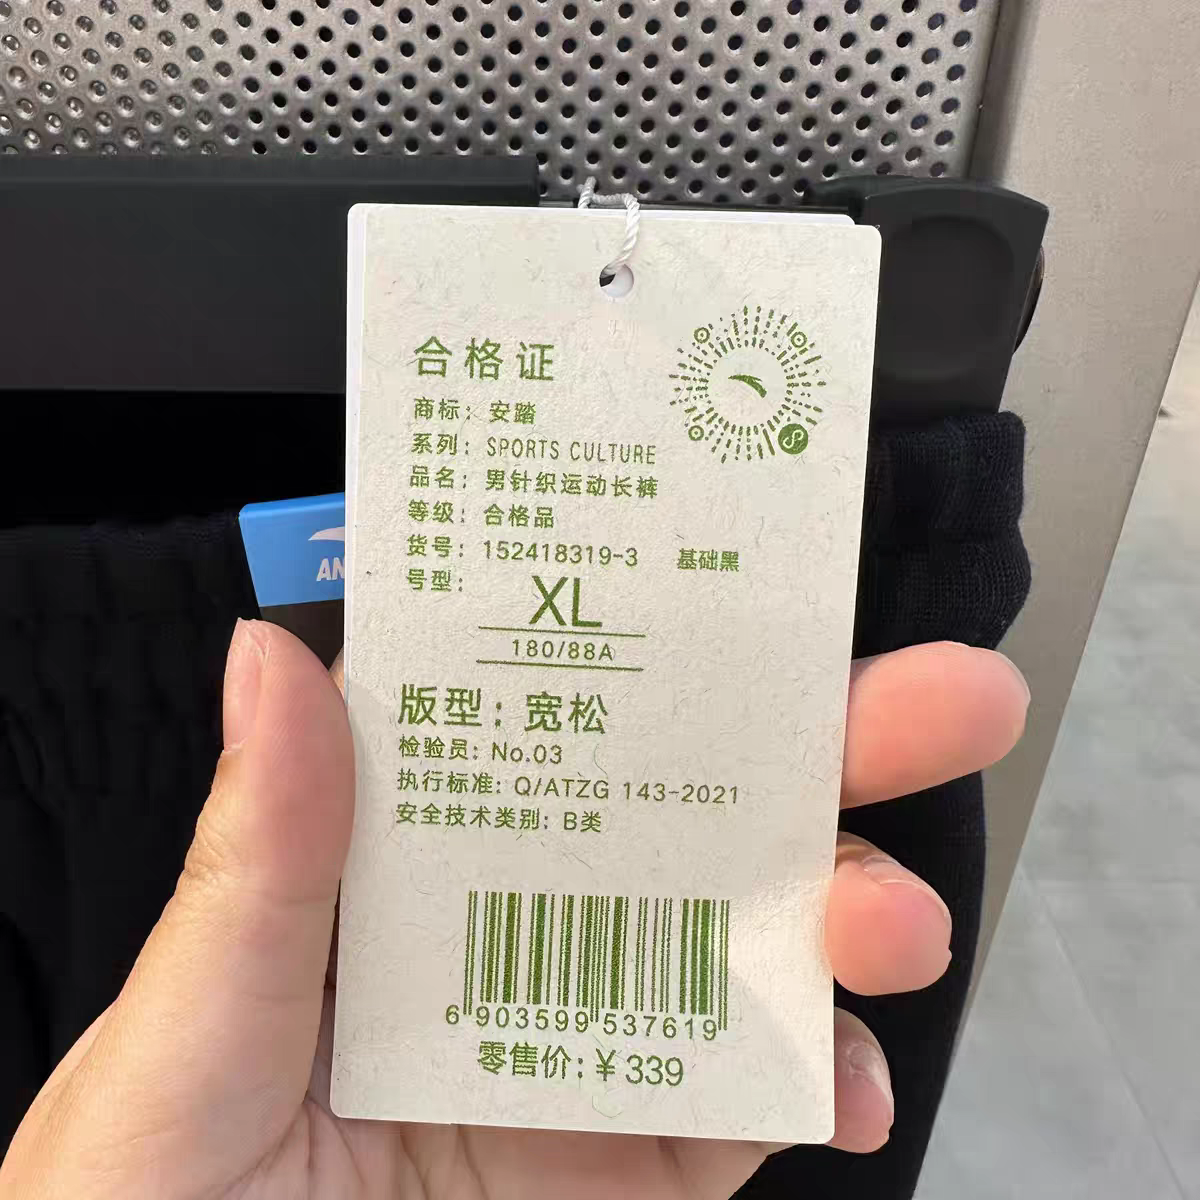 合格证
商标：安踏
系列：SPORTS CULTURE
品名：男针织运动长裤
等级：合格品
货号：152418319-3 基础黑
号型：XL
180/88A
版型：宽松
检验员：No.03
执行标准：Q/ATZG 143-2021
安全技术类别：B类
6 903599 537619
零售价：¥339
AN